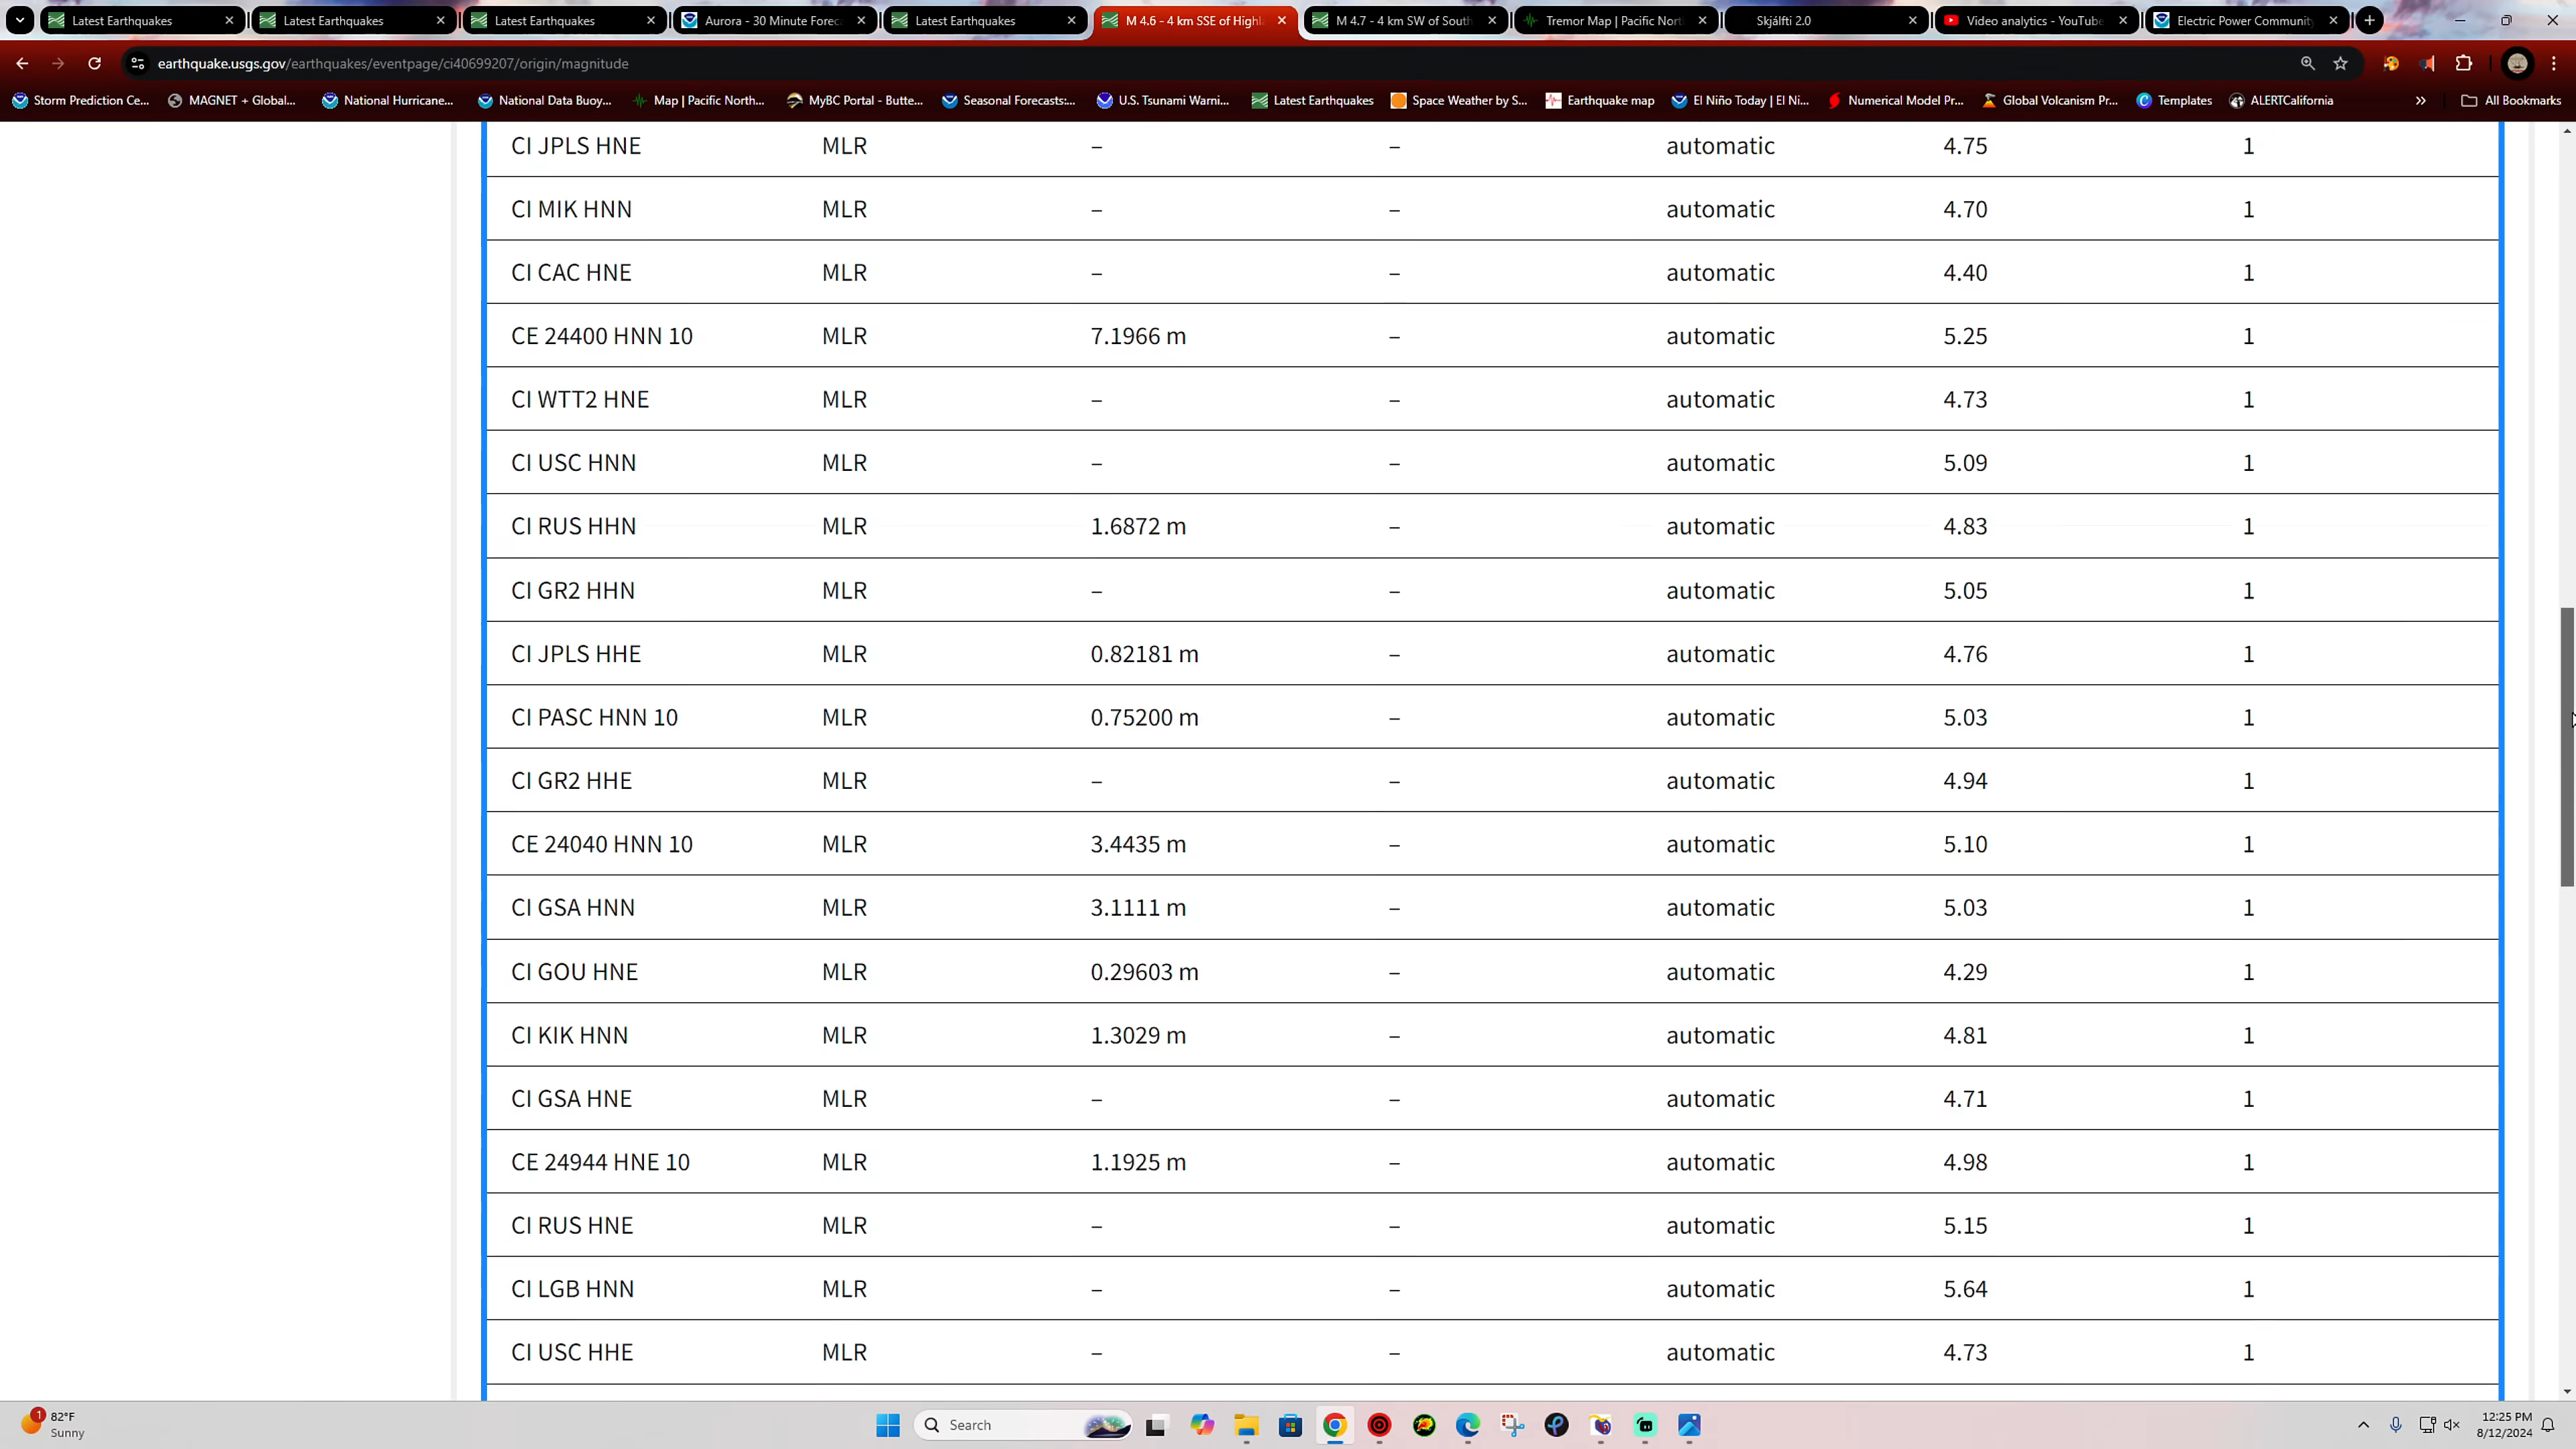 Latest Earthquakes
Latest Earthquakes
Latest Earthquakes
Aurora - 30 Minute Foreca
Latest Earthquakes
M 4.6 - 4 km SSE of Highl
M 4.7 - 4 km SW of South
Tremor Map | Pacific Nort
Skjálfti 2.0
Video analytics - YouTube
Electric Power Community
earthquake.usgs.gov/earthquakes/eventpage/ci40699207/origin/magnitude
Storm Prediction Ce...
MAGNET + Global...
National Hurricane...
National Data Buoy...
Map | Pacific North...
MyBC Portal - Butte...
Seasonal Forecasts:...
U.S. Tsunami Warni...
Latest Earthquakes
Space Weather by S...
Earthquake map
El Niño Today | El Ni...
Numerical Model Pr...
Global Volcanism Pr...
Templates
ALERTCalifornia
»
All Bookmarks
CI JPLS HNE MLR – – automatic 4.75 1
CI MIK HNN MLR – – automatic 4.70 1
CI CAC HNE MLR – – automatic 4.40 1
CE 24400 HNN 10 MLR 7.1966 m – automatic 5.25 1
CI WTT2 HNE MLR – – automatic 4.73 1
CI USC HNN MLR – – automatic 5.09 1
CI RUS HHN MLR 1.6872 m – automatic 4.83 1
CI GR2 HHN MLR – – automatic 5.05 1
CI JPLS HHE MLR 0.82181 m – automatic 4.76 1
CI PASC HNN 10 MLR 0.75200 m – automatic 5.03 1
CI GR2 HHE MLR – – automatic 4.94 1
CE 24040 HNN 10 MLR 3.4435 m – automatic 5.10 1
CI GSA HNN MLR 3.1111 m – automatic 5.03 1
CI GOU HNE MLR 0.29603 m – automatic 4.29 1
CI KIK HNN MLR 1.3029 m – automatic 4.81 1
CI GSA HNE MLR – – automatic 4.71 1
CE 24944 HNE 10 MLR 1.1925 m – automatic 4.98 1
CI RUS HNE MLR – – automatic 5.15 1
CI LGB HNN MLR – – automatic 5.64 1
CI USC HHE MLR – – automatic 4.73 1
1
82°F
Sunny
Search
12:25 PM
8/12/2024